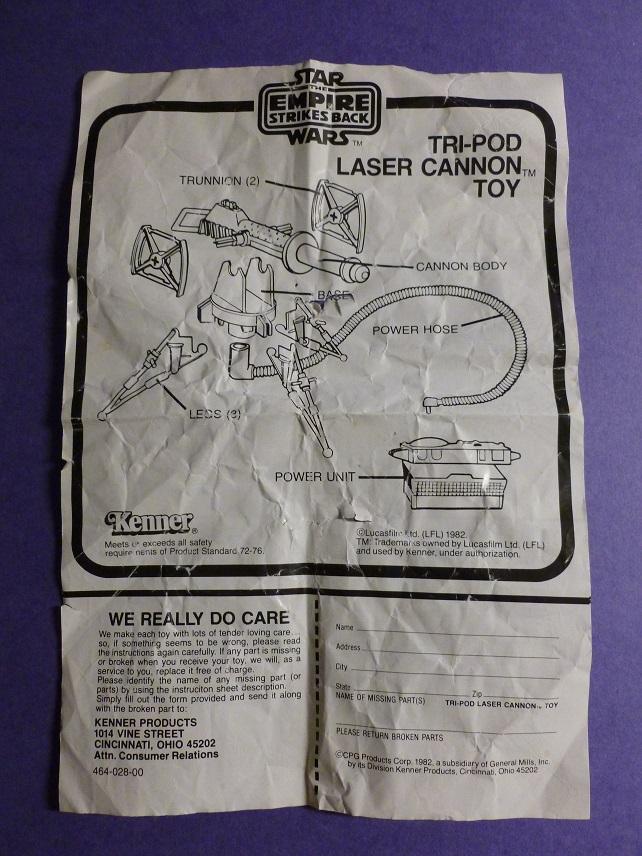 STAR
THE
EMPIRE
STRIKES BACK
WARS™
TRI-POD
LASER CANNON™
TOY
TRUNNION (2)
CANNON BODY
BASE
POWER HOSE
LEGS (3)
POWER UNIT
Kenner®
Meets or exceeds all safety
requirements of Product Standard 72-76.
©Lucasfilm Ltd. (LFL) 1982
TM: Trademarks owned by Lucasfilm Ltd. (LFL)
and used by Kenner, under authorization.
WE REALLY DO CARE
We make each toy with lots of tender loving care...
so, if something seems to be wrong, please read
the instructions again carefully. If any part is missing
or broken when you receive your toy, we will, as a
service to you, replace it free of charge.
Please identify the name of any missing part (or
parts) by using the instruciton sheet description.
Simply fill out the form provided and send it along
with the broken part to:
KENNER PRODUCTS
1014 VINE STREET
CINCINNATI, OHIO 45202
Attn. Consumer Relations
464-028-00
Name
Address
City
State Zip
NAME OF MISSING PART(S) TRI-POD LASER CANNON™ TOY
PLEASE RETURN BROKEN PARTS
©CPG Products Corp. 1982, a subsidiary of General Mills, Inc.
by its Division Kenner Products, Cincinnati, Ohio 45202